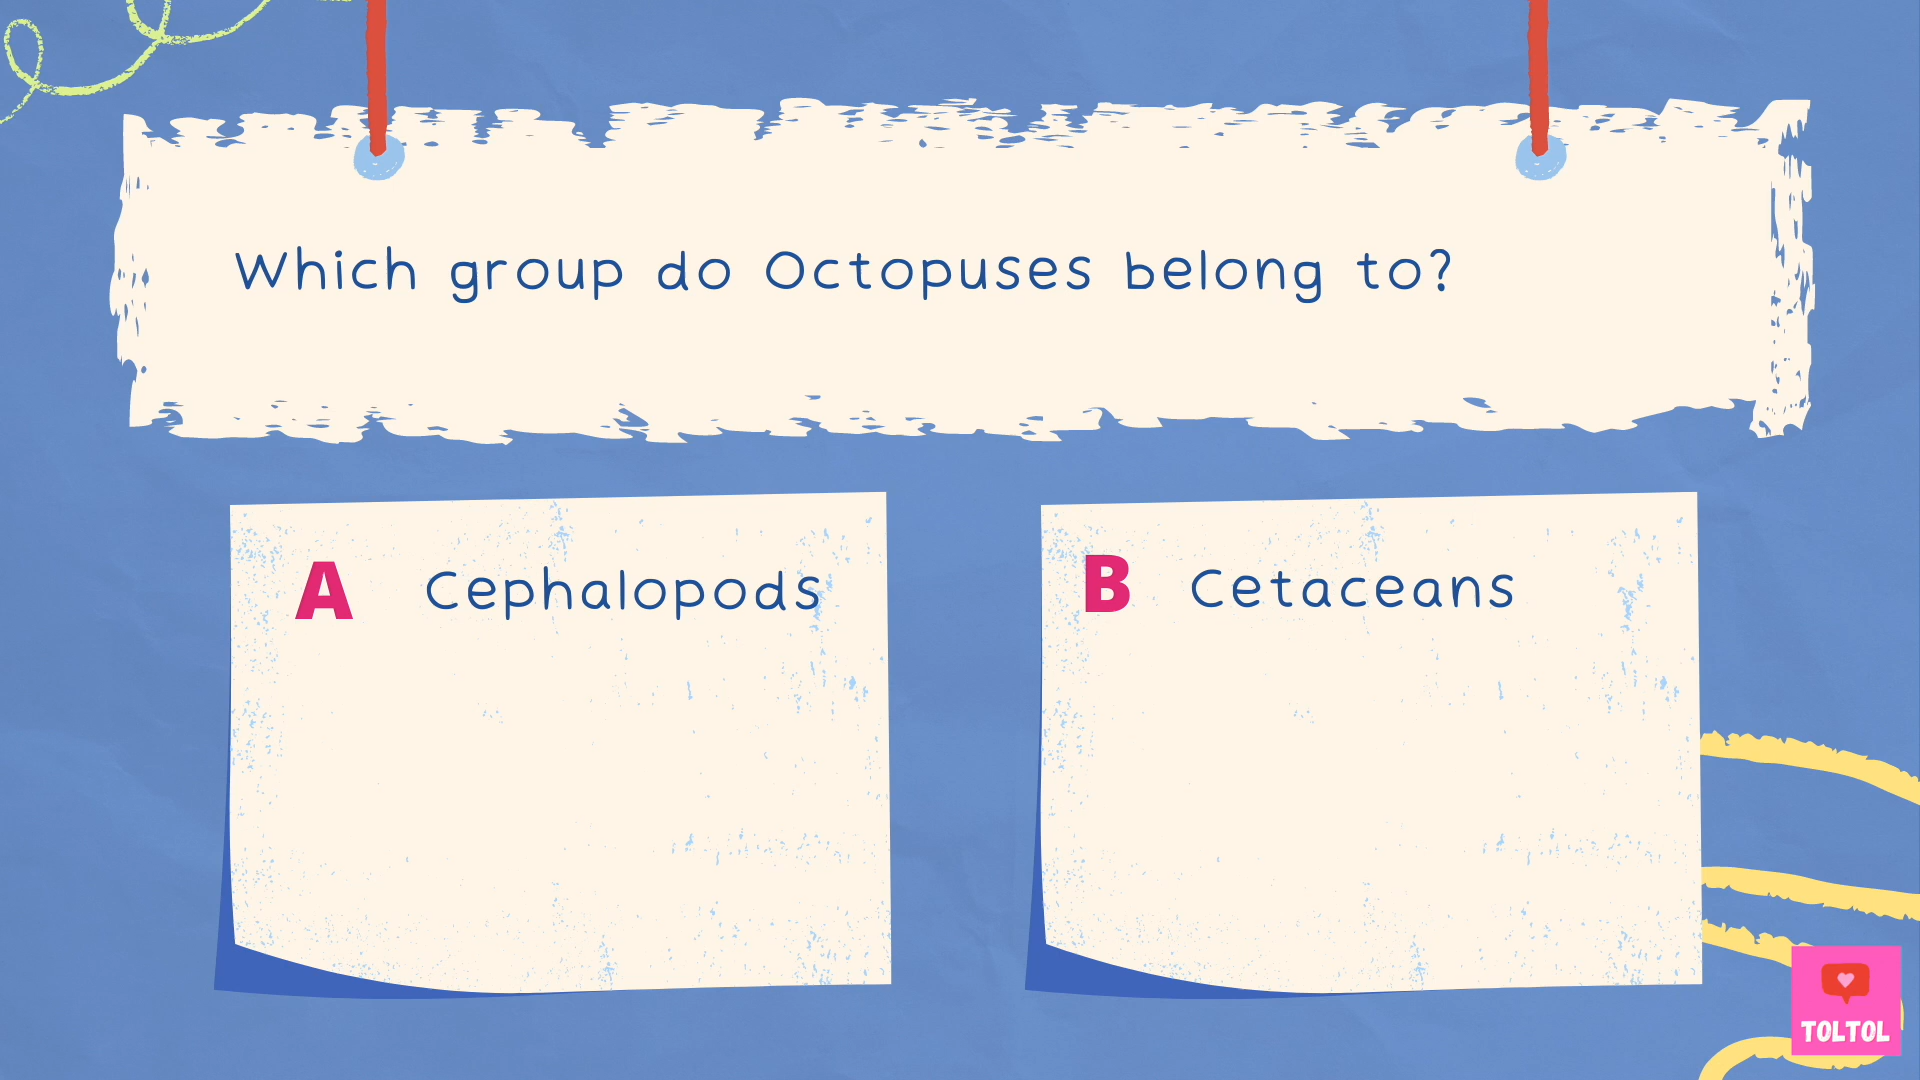 Which group do Octopuses belong to?
A Cephalopods
B Cetaceans
TOLTOL